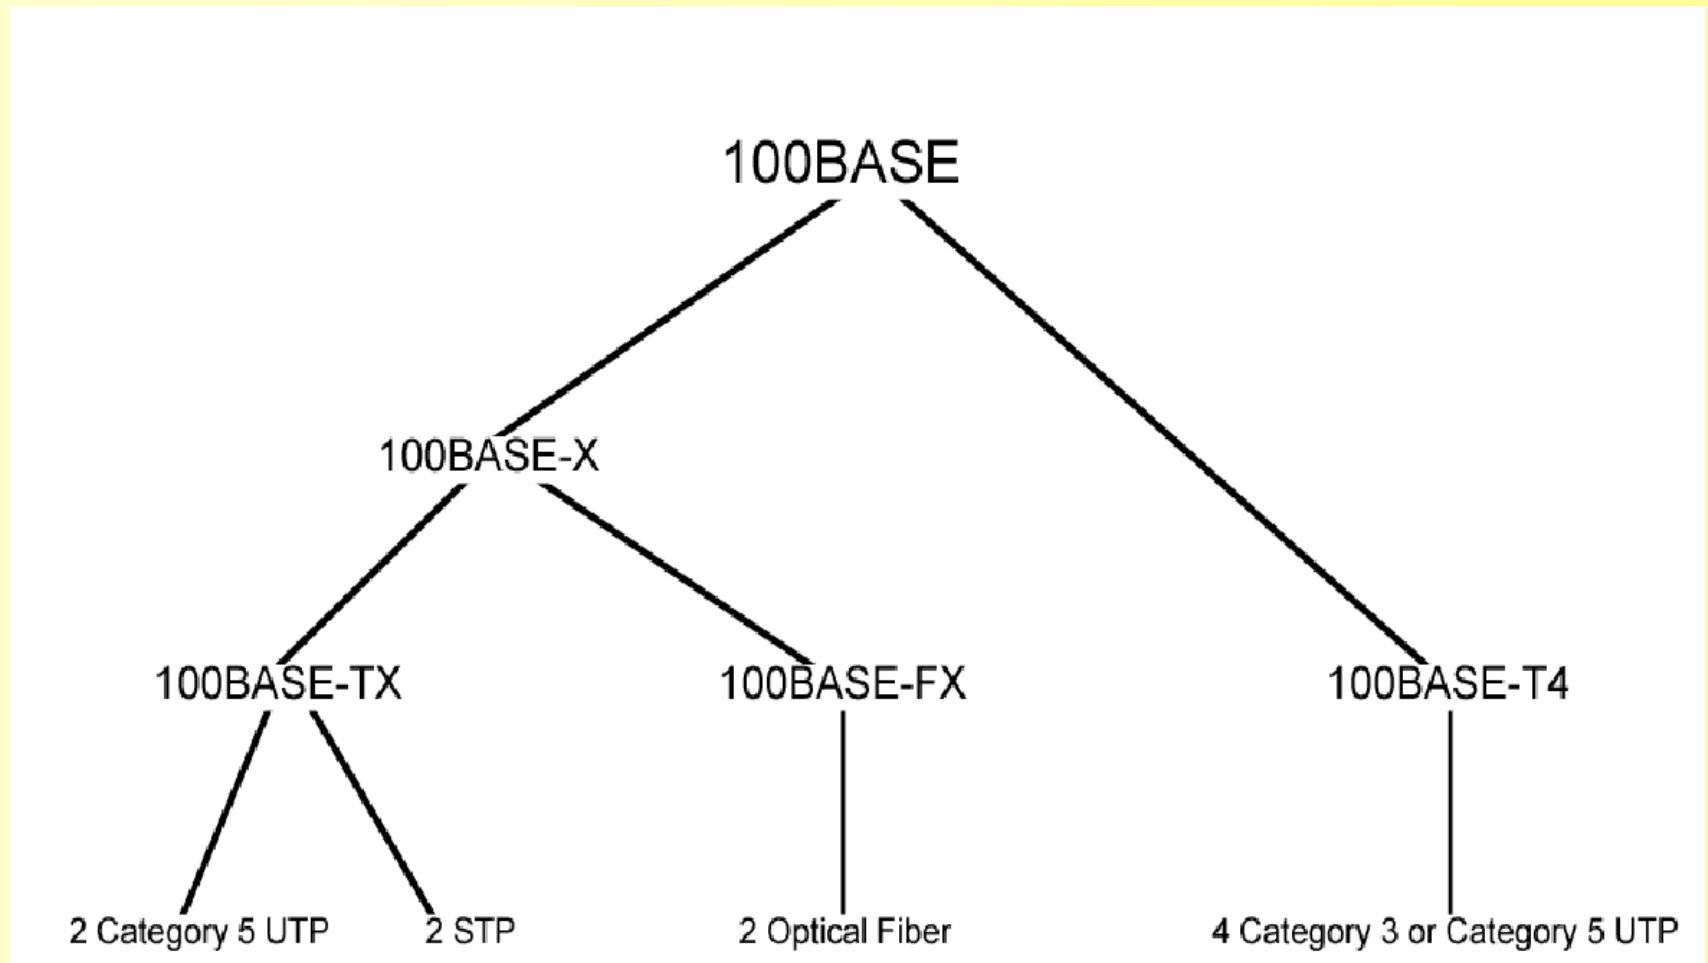 100BASE
100BASE-X
100BASE-TX
100BASE-FX
100BASE-T4
2 Category 5 UTP
2 STP
2 Optical Fiber
4 Category 3 or Category 5 UTP